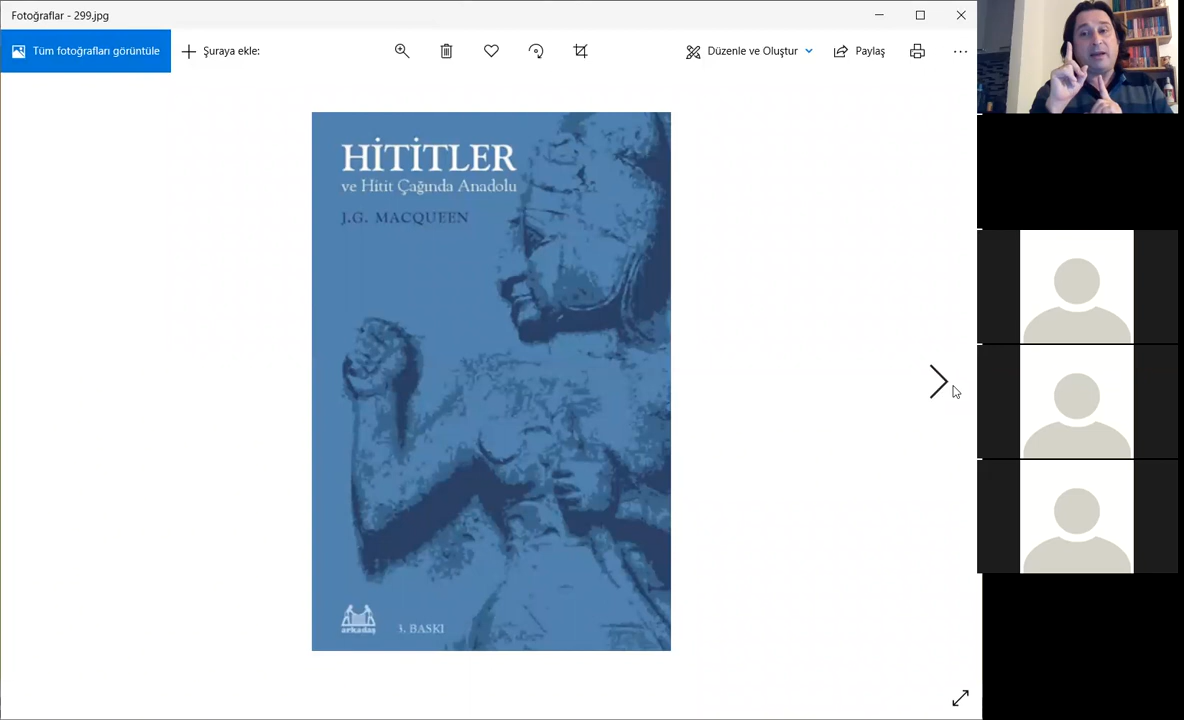 Fotoğraflar - 299.jpg
Tüm fotoğrafları görüntüle
Şuraya ekle:
Düzenle ve Oluştur
Paylaş
HİTİTLER
ve Hitit Çağında Anadolu
J.G. MACQUEEN
arkadaş
3. BASKI